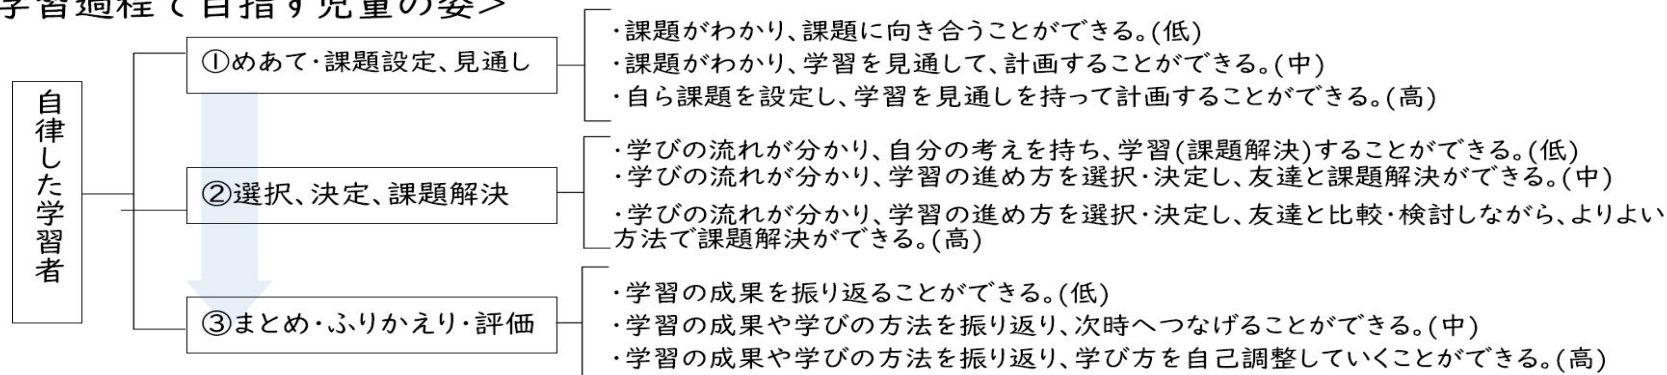 学習過程で目指す児童の姿>
自律した学習者
①めあて・課題設定、見通し
・課題がわかり、課題に向き合うことができる。(低)
・課題がわかり、学習を見通して、計画することができる。(中)
・自ら課題を設定し、学習を見通しを持って計画することができる。(高)
②選択、決定、課題解決
・学びの流れが分かり、自分の考えを持ち、学習(課題解決)することができる。(低)
・学びの流れが分かり、学習の進め方を選択・決定し、友達と課題解決ができる。(中)
・学びの流れが分かり、学習の進め方を選択・決定し、友達と比較・検討しながら、よりよい
方法で課題解決ができる。(高)
③まとめ・ふりかえり・評価
・学習の成果を振り返ることができる。(低)
・学習の成果や学びの方法を振り返り、次時へつなげることができる。(中)
・学習の成果や学びの方法を振り返り、学び方を自己調整していくことができる。(高)